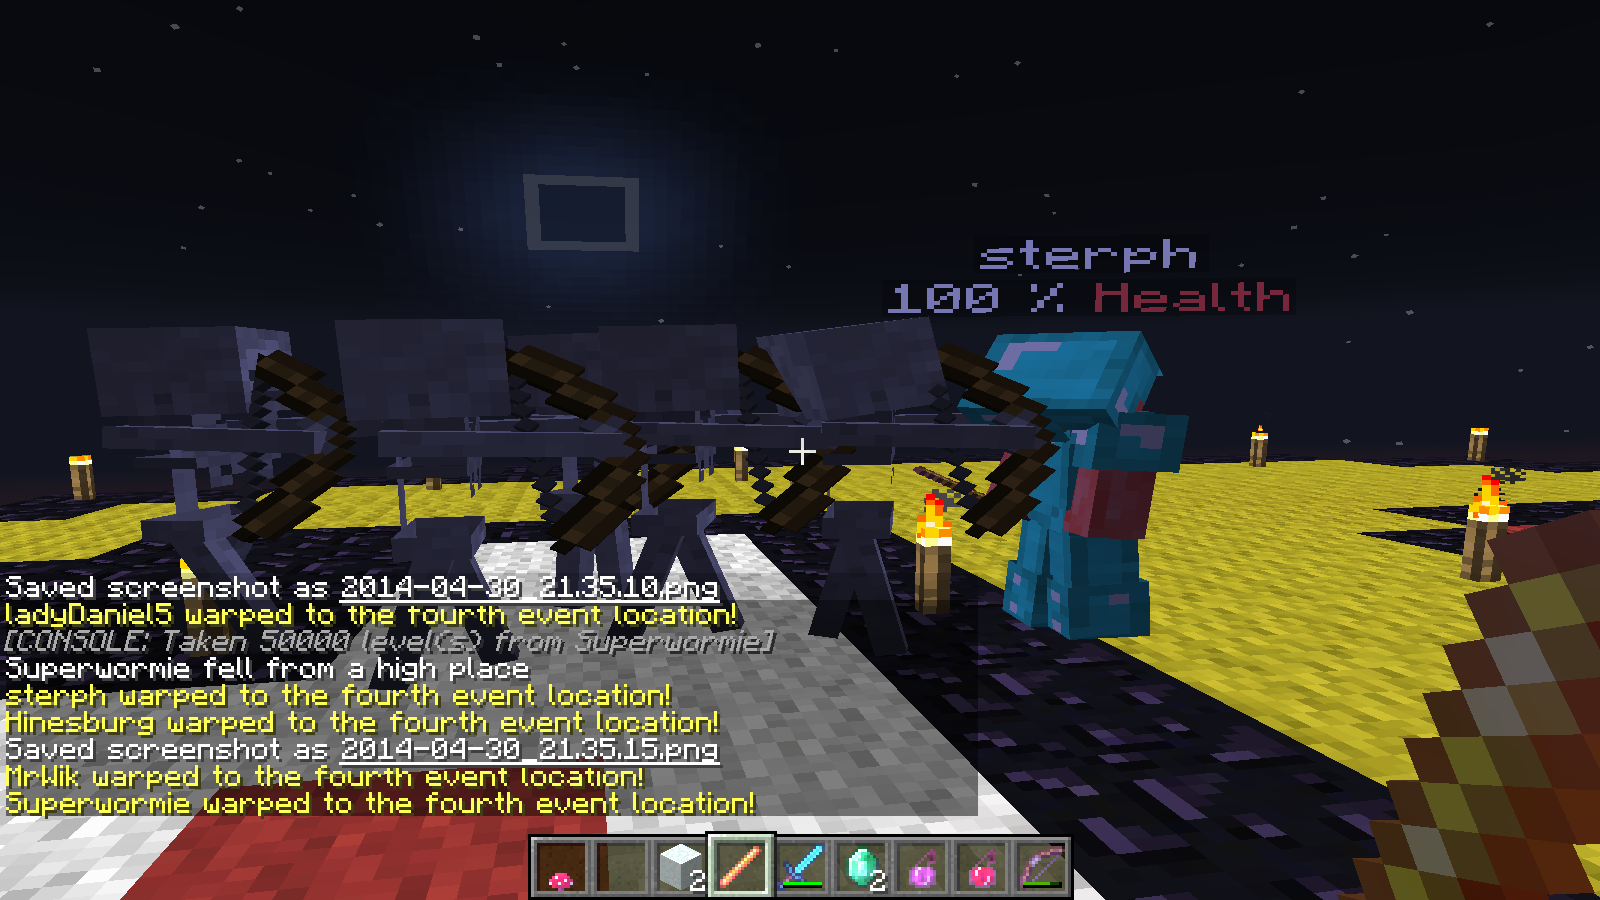 sterph
100 % Health
Saved screenshot as 2014-04-30_21.35.10.png
ladyDaniel5 warped to the fourth event location!
[CONSOLE: Taken 50000 level(s) from Superwormie]
Superwormie fell from a high place
sterph warped to the fourth event location!
Hinesburg warped to the fourth event location!
Saved screenshot as 2014-04-30_21.35.15.png
MrWik warped to the fourth event location!
Superwormie warped to the fourth event location!
2
2